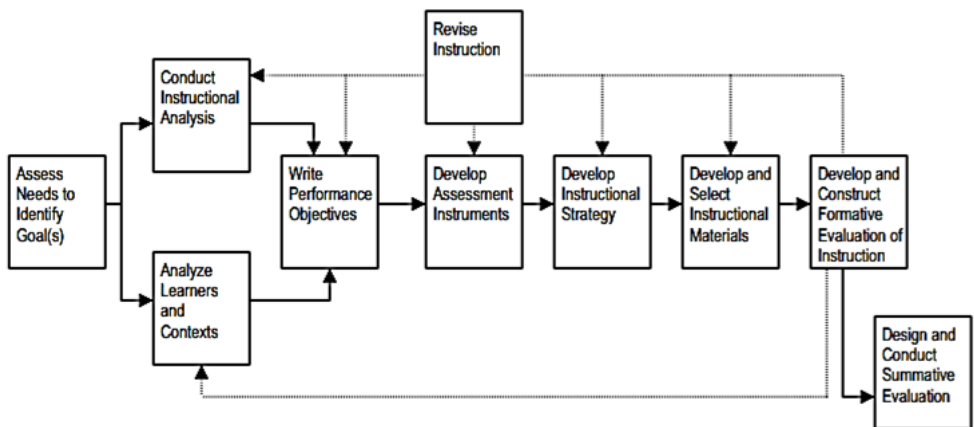 Revise
Instruction
Conduct
Instructional
Analysis
Assess
Needs to
Identify
Goal(s)
Write
Performance
Objectives
Develop
Assessment
Instruments
Develop
Instructional
Strategy
Develop and
Select
Instructional
Materials
Develop and
Construct
Formative
Evaluation of
Instruction
Analyze
Learners
and
Contexts
Design and
Conduct
Summative
Evaluation